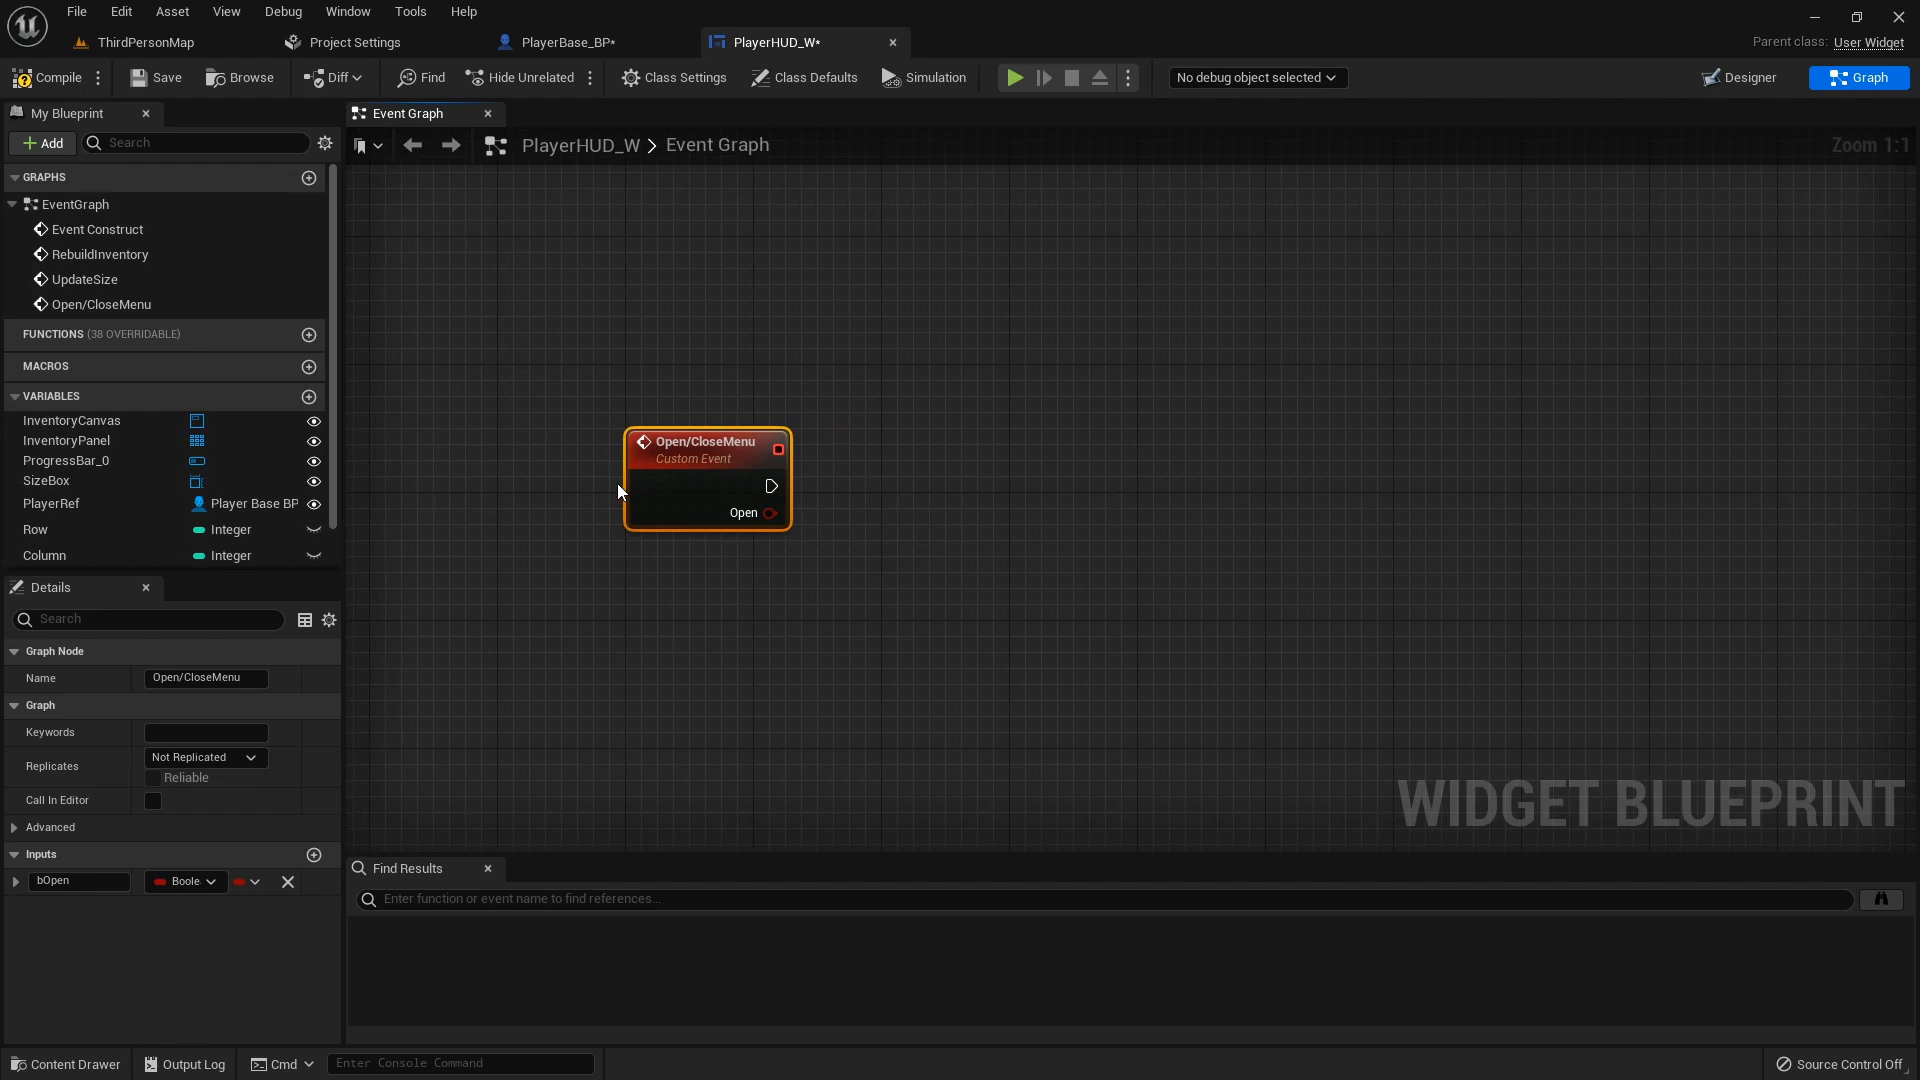 File Edit Asset View Debug Window Tools Help
ThirdPersonMap Project Settings PlayerBase_BP* PlayerHUD_W* Parent class: User Widget
Compile Save Browse Diff Find Hide Unrelated Class Settings Class Defaults Simulation No debug object selected Designer Graph
My Blueprint Event Graph
Add Search PlayerHUD_W > Event Graph Zoom 1:1
GRAPHS
EventGraph
Event Construct
RebuildInventory
UpdateSize
Open/CloseMenu
FUNCTIONS (38 OVERRIDABLE)
MACROS
VARIABLES
InventoryCanvas
InventoryPanel
ProgressBar_0
SizeBox
PlayerRef Player Base BP
Row Integer
Column Integer
Open/CloseMenu
Custom Event
Open
WIDGET BLUEPRINT
Details
Search
Graph Node
Name Open/CloseMenu
Graph
Keywords
Replicates Not Replicated
Reliable
Call In Editor
Advanced
Inputs
bOpen Boole
Find Results
Enter function or event name to find references...
Content Drawer Output Log Cmd Enter Console Command Source Control Off